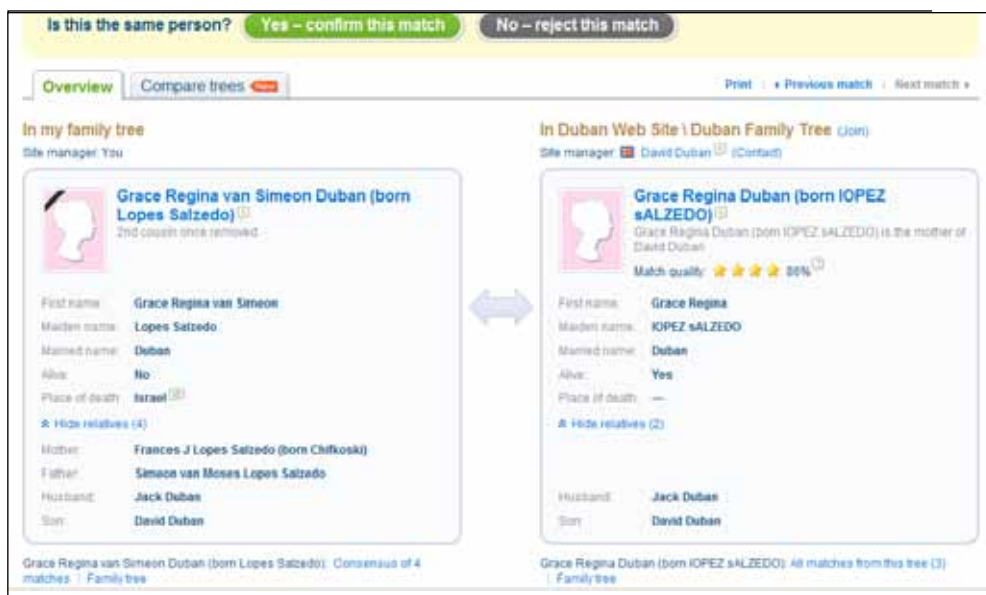 Is this the same person? Yes – confirm this match No – reject this match
Overview Compare trees New
Print Previous match Next match
In my family tree
Site manager: You
Grace Regina van Simeon Duban (born
Lopes Salzedo)
2nd cousin once removed
First name: Grace Regina van Simeon
Maiden name: Lopes Salzedo
Married name: Duban
Alive: No
Place of death: Israel
Hide relatives (4)
Mother: Frances J Lopes Salzedo (born Chifkoski)
Father: Simeon van Moses Lopes Salzedo
Husband: Jack Duban
Son: David Duban
Grace Regina van Simeon Duban (born Lopes Salzedo): Consensus of 4
matches | Family tree
In Duban Web Site \ Duban Family Tree (Join)
Site manager: David Duban (Contact)
Grace Regina Duban (born lOPEZ
sALZEDO)
Grace Regina Duban (born lOPEZ sALZEDO) is the mother of
David Duban
Match quality: 86%
First name: Grace Regina
Maiden name: lOPEZ sALZEDO
Married name: Duban
Alive: Yes
Place of death: —
Hide relatives (2)
Husband: Jack Duban
Son: David Duban
Grace Regina Duban (born lOPEZ sALZEDO): All matches from this tree (3)
| Family tree